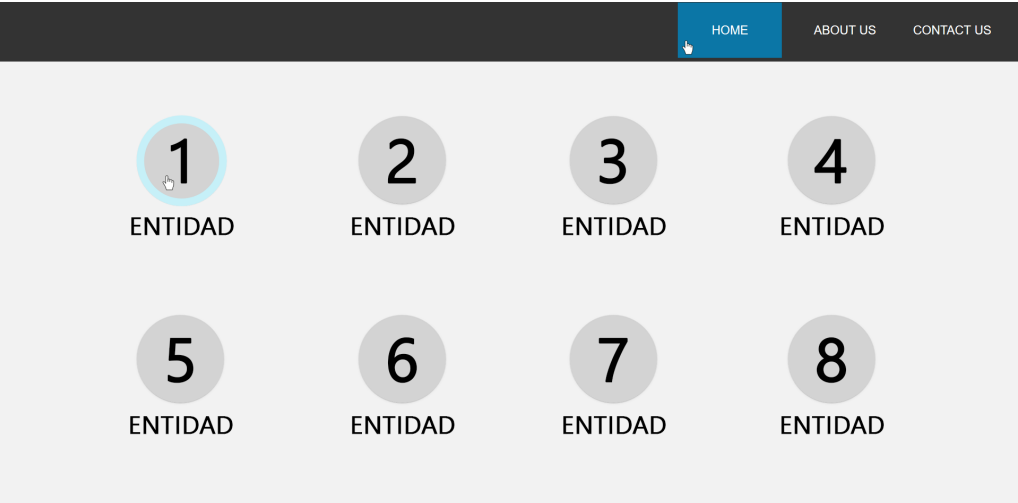 HOME ABOUT US CONTACT US
1 2 3 4
ENTIDAD ENTIDAD ENTIDAD ENTIDAD
5 6 7 8
ENTIDAD ENTIDAD ENTIDAD ENTIDAD